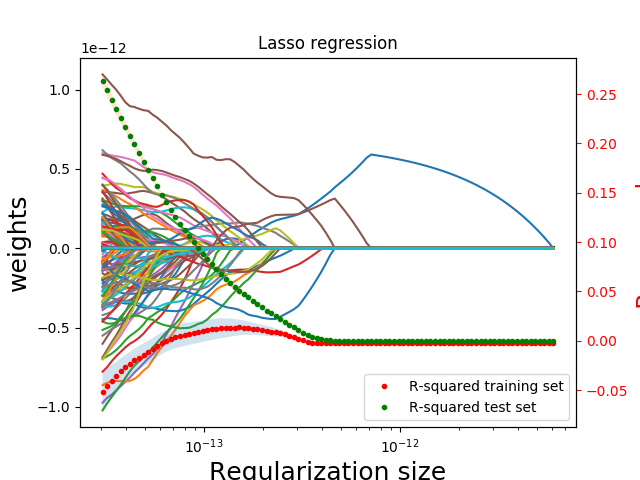 Lasso regression
1e−12
1.0
0.5
0.0
−0.5
−1.0
weights
0.25
0.20
0.15
0.10
0.05
0.00
−0.05
R-squared training set
R-squared test set
10⁻¹³
10⁻¹²
Regularization size